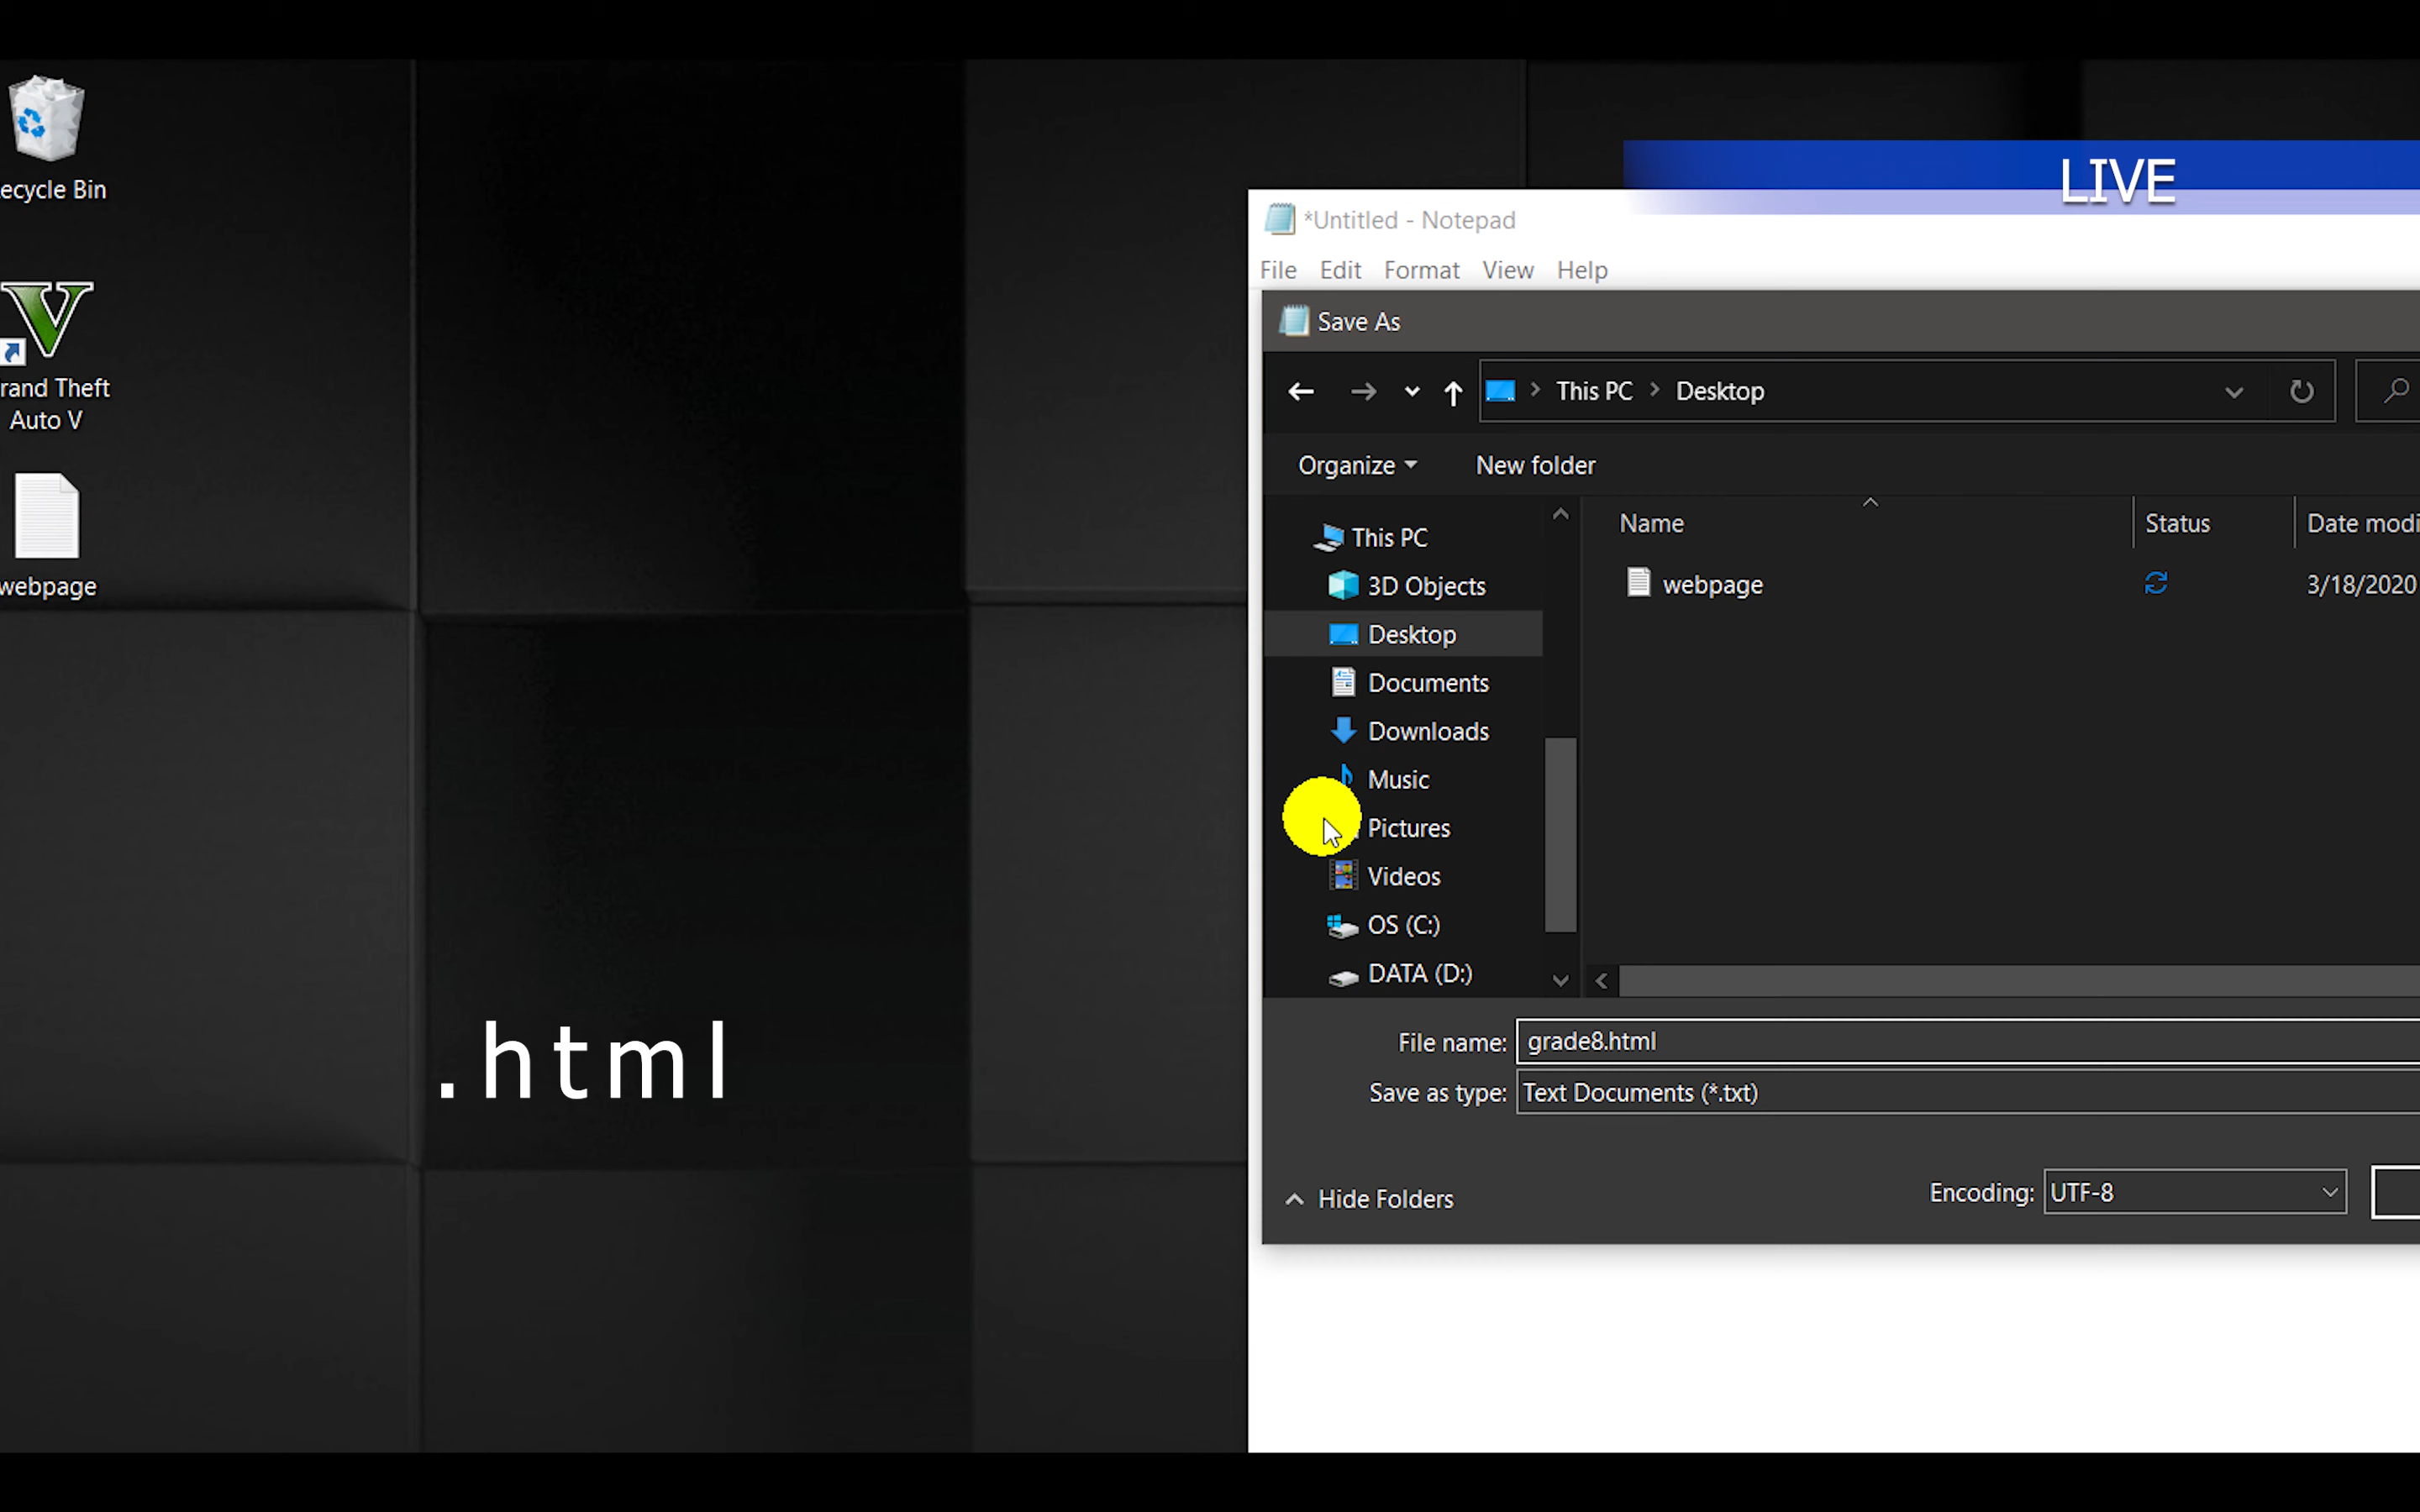 ecycle Bin
rand Theft
Auto V
webpage
.html
LIVE
*Untitled - Notepad
File Edit Format View Help
Save As
This PC > Desktop
Organize New folder
Name Status Date modi
This PC
3D Objects
Desktop
Documents
Downloads
Music
Pictures
Videos
OS (C:)
DATA (D:)
webpage 3/18/2020
File name: grade8.html
Save as type: Text Documents (*.txt)
Hide Folders
Encoding: UTF-8